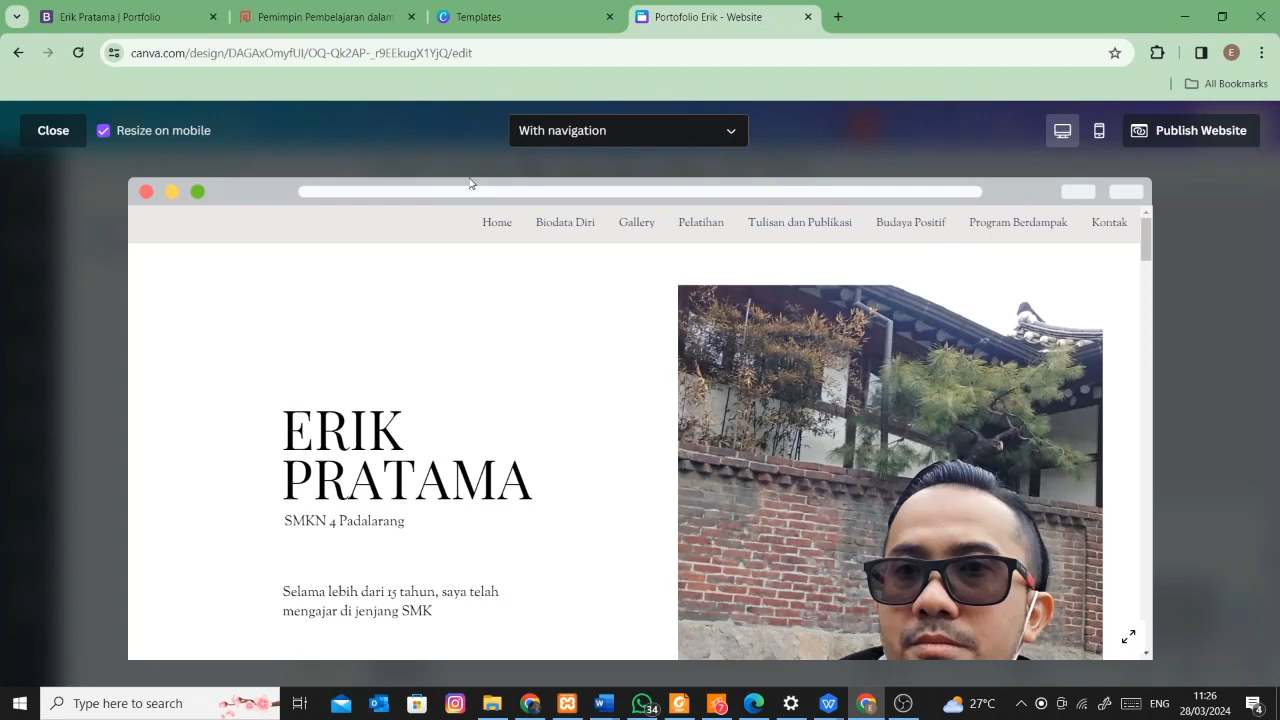 Erik Pratama | Portfolio
Pemimpin Pembelajaran dalam
Templates
Portofolio Erik - Website
canva.com/design/DAGAxOmyfUI/OQ-Qk2AP-_r9EEkugX1YjQ/edit
E
All Bookmarks
Close
Resize on mobile
With navigation
Publish Website
Home
Biodata Diri
Gallery
Pelatihan
Tulisan dan Publikasi
Budaya Positif
Program Berdampak
Kontak
ERIK
PRATAMA
SMKN 4 Padalarang
Selama lebih dari 15 tahun, saya telah
mengajar di jenjang SMK
Type here to search
34
27°C
ENG
11:26
28/03/2024
4